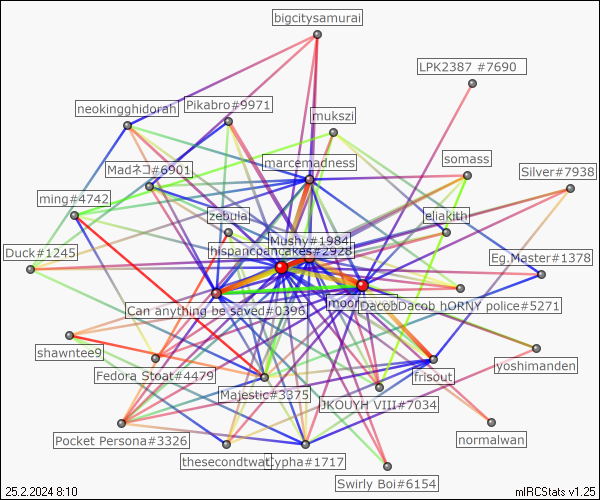 bigcitysamurai
LPK2387 #7690
Pikabro#9971
neokingghidorah
mukszi
marcemadness
somass
Madネコ#6901
Silver#7938
ming#4742
zebulaj
eliakith
Mushy#1984
hispanicpancakes#2928
Duck#1245
Eg.Master#1378
moor
DacobDacob hORNY police#5271
Can anything be saved#0396
shawntee9
yoshimanden
Fedora Stoat#4479
frisout
Majestic#3375
JKOUYH VIII#7034
Pocket Persona#3326
normalwan
thesecondtwat
Cypha#1717
Swirly Boi#6154
25.2.2024 8:10
mIRCStats v1.25